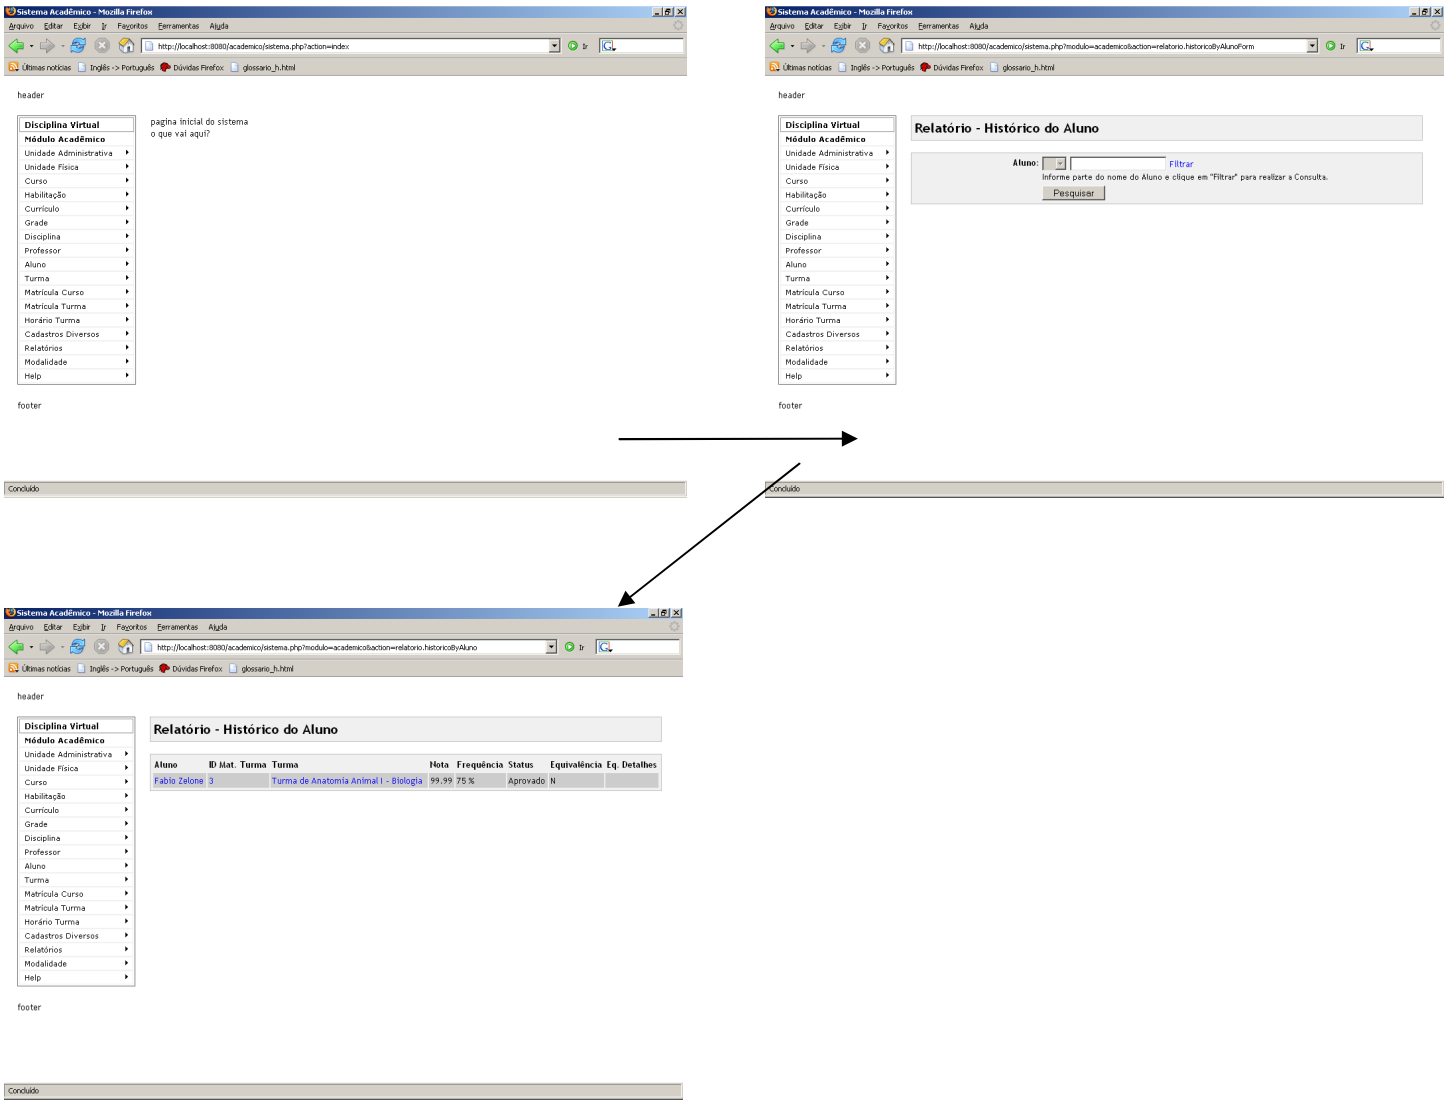 Sistema Acadêmico - Mozilla Firefox
Arquivo Editar Exibir Ir Favoritos Ferramentas Ajuda
http://localhost:8080/academico/sistema.php?action=index Ir
Últimas notícias Inglês -> Português Dúvidas Firefox glossario_h.html
header
Disciplina Virtual
Módulo Acadêmico
Unidade Administrativa
Unidade Física
Curso
Habilitação
Currículo
Grade
Disciplina
Professor
Aluno
Turma
Matrícula Curso
Matrícula Turma
Horário Turma
Cadastros Diversos
Relatórios
Modalidade
Help
pagina inicial do sistema
o que vai aqui?
footer
Concluído
Sistema Acadêmico - Mozilla Firefox
Arquivo Editar Exibir Ir Favoritos Ferramentas Ajuda
http://localhost:8080/academico/sistema.php?modulo=academico&action=relatorio.historicoByAlunoForm Ir
Últimas notícias Inglês -> Português Dúvidas Firefox glossario_h.html
header
Disciplina Virtual
Módulo Acadêmico
Unidade Administrativa
Unidade Física
Curso
Habilitação
Currículo
Grade
Disciplina
Professor
Aluno
Turma
Matrícula Curso
Matrícula Turma
Horário Turma
Cadastros Diversos
Relatórios
Modalidade
Help
Relatório - Histórico do Aluno
Aluno: Filtrar
Informe parte do nome do Aluno e clique em "Filtrar" para realizar a Consulta.
Pesquisar
footer
Concluído
Sistema Acadêmico - Mozilla Firefox
Arquivo Editar Exibir Ir Favoritos Ferramentas Ajuda
http://localhost:8080/academico/sistema.php?modulo=academico&action=relatorio.historicoByAluno Ir
Últimas notícias Inglês -> Português Dúvidas Firefox glossario_h.html
header
Disciplina Virtual
Módulo Acadêmico
Unidade Administrativa
Unidade Física
Curso
Habilitação
Currículo
Grade
Disciplina
Professor
Aluno
Turma
Matrícula Curso
Matrícula Turma
Horário Turma
Cadastros Diversos
Relatórios
Modalidade
Help
Relatório - Histórico do Aluno
Aluno ID Mat. Turma Turma Nota Frequência Status Equivalência Eq. Detalhes
Fabio Zelone 3 Turma de Anatomia Animal I - Biologia 99.99 75 % Aprovado N
footer
Concluído